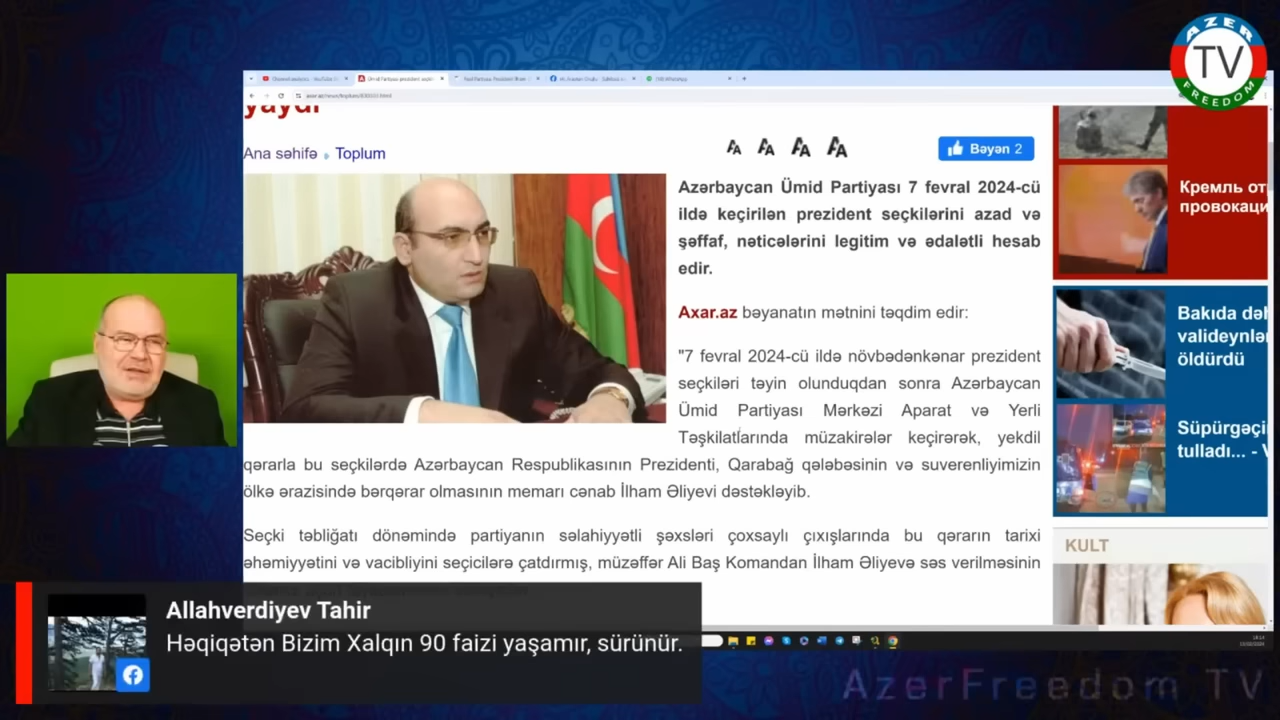 AZER
TV
FREEDOM
yaydı
Ana səhifə
Toplum
Bəyən 2
Azərbaycan Ümid Partiyası 7 fevral 2024-cü
ildə keçirilən prezident seçkilərini azad və
şəffaf, nəticələrini legitim və ədalətli hesab
edir.
Axar.az bəyanatın mətnini təqdim edir:
"7 fevral 2024-cü ildə növbədənkənar prezident
seçkiləri təyin olunduqdan sonra Azərbaycan
Ümid Partiyası Mərkəzi Aparat və Yerli
Təşkilatlarında müzakirələr keçirərək, yekdil
qərarla bu seçkilərdə Azərbaycan Respublikasının Prezidenti, Qarabağ qələbəsinin və suverenliyimizin
ölkə ərazisində bərqərar olmasının memarı cənab İlham Əliyevi dəstəkləyib.
Seçki təbliğatı dönəmində partiyanın səlahiyyətli şəxsləri çoxsaylı çıxışlarında bu qərarın tarixi
əhəmiyyətini və vacibliyini seçicilərə çatdırmış, müzəffər Ali Baş Komandan İlham Əliyevə səs verilməsinin
Кремль от
провокаци
Bakıda də
valideynlə
öldürdü
Süpürgəçi
tulladı... - V
KULT
Allahverdiyev Tahir
Həqiqətən Bizim Xalqın 90 faizi yaşamır, sürünür.
AzerFreedom TV